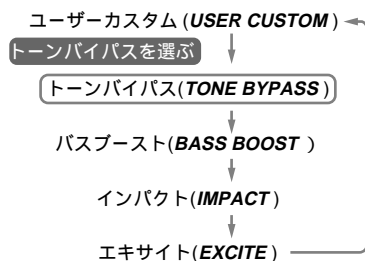 ユーザーカスタム (USER CUSTOM )
トーンバイパスを選ぶ
トーンバイパス(TONE BYPASS )
バスブースト(BASS BOOST )
インパクト(IMPACT )
エキサイト(EXCITE )